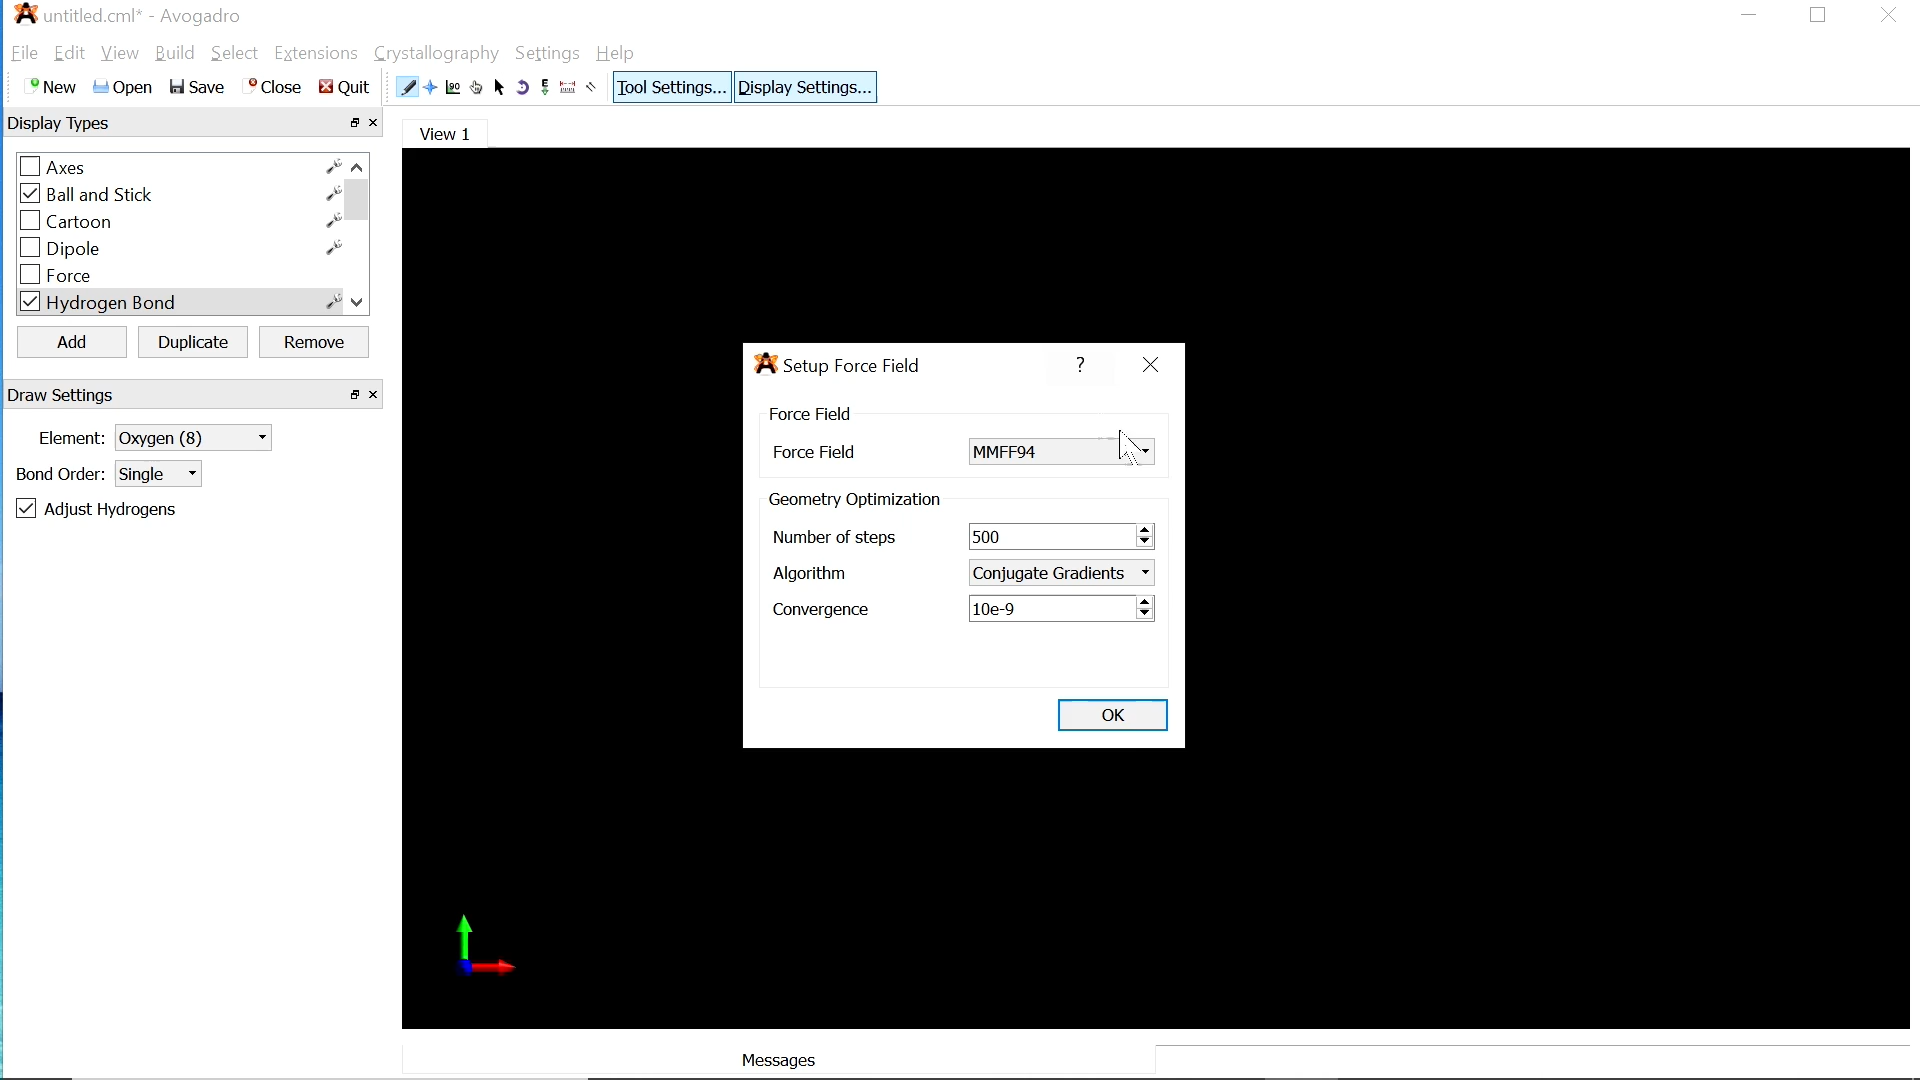 untitled.cml* - Avogadro
File Edit View Build Select Extensions Crystallography Settings Help
New Open Save Close Quit 90 E Tool Settings... Display Settings...
Display Types
View 1
Axes
Ball and Stick
Cartoon
Dipole
Force
Hydrogen Bond
Add Duplicate Remove
Draw Settings
Element: Oxygen (8)
Bond Order: Single
Adjust Hydrogens
Setup Force Field ?
Force Field
Force Field MMFF94
Geometry Optimization
Number of steps 500
Algorithm Conjugate Gradients
Convergence 10e-9
OK
Messages